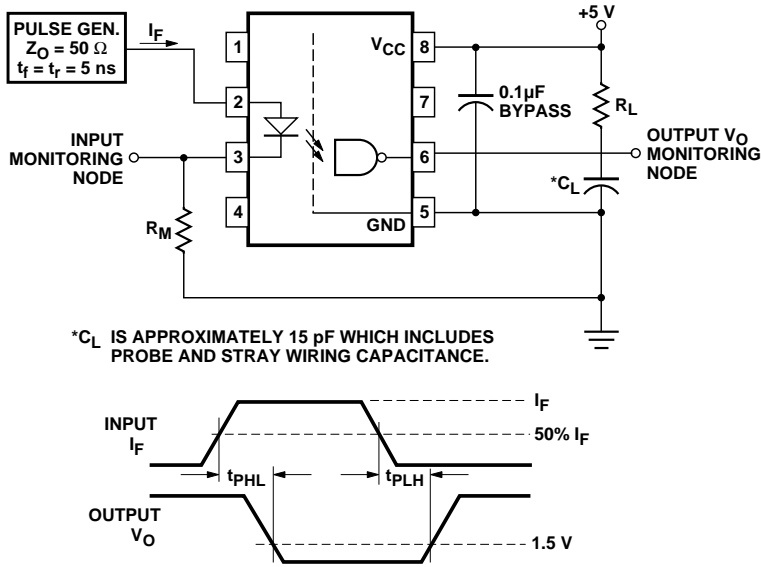 PULSE GEN.
Z_O = 50 Ω
t_f = t_r = 5 ns
I_F
+5 V
1
2
3
4
V_CC
8
7
6
5
GND
0.1µF
BYPASS
R_L
INPUT
MONITORING
NODE
OUTPUT V_O
MONITORING
NODE
*C_L
R_M
*C_L IS APPROXIMATELY 15 pF WHICH INCLUDES
PROBE AND STRAY WIRING CAPACITANCE.
INPUT
I_F
I_F
50% I_F
t_PHL
t_PLH
OUTPUT
V_O
1.5 V